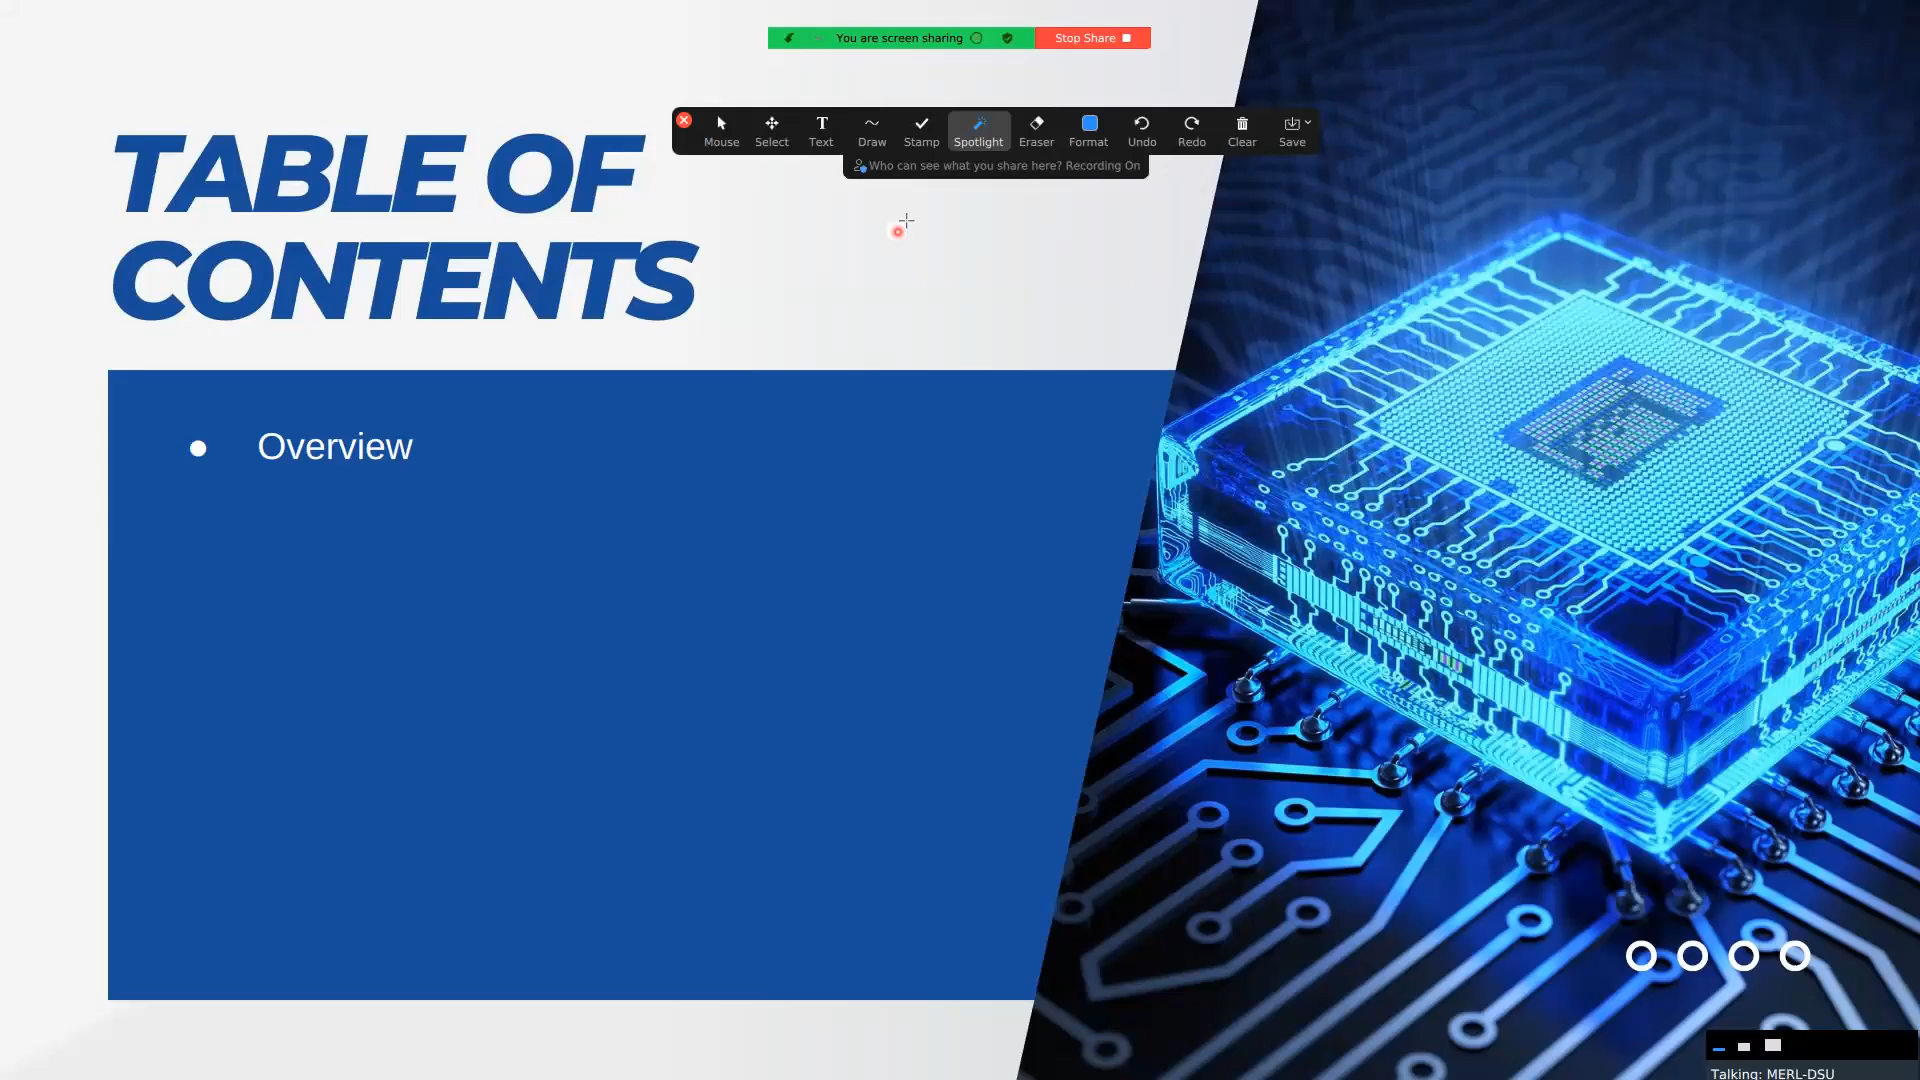 You are screen sharing Stop Share
Mouse Select Text Draw Stamp Spotlight Eraser Format Undo Redo Clear Save
Who can see what you share here? Recording On
TABLE OF
CONTENTS
● Overview
Talking: MERL-DSU